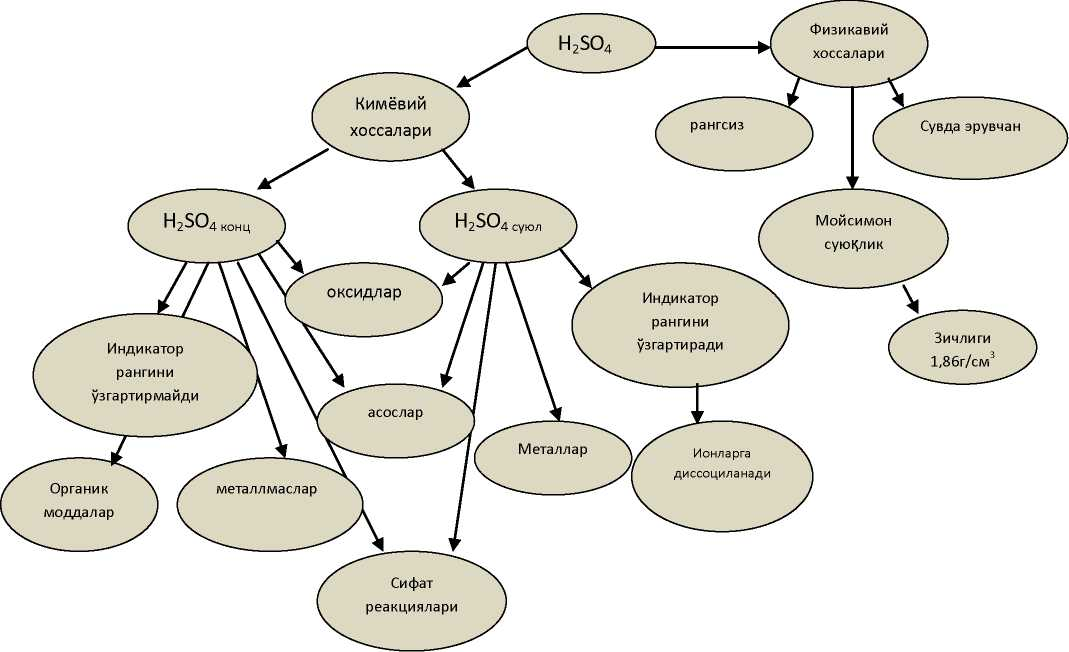 H₂SO₄
Физикавий
хоссалари
Кимёвий
хоссалари
рангсиз
Сувда эрувчан
H₂SO₄ конц
H₂SO₄ суюл
Мойсимон
суюқлик
оксидлар
Индикатор
рангини
ўзгартиради
Зичлиги
1,86г/см³
Индикатор
рангини
ўзгартирмайди
асослар
Металлар
Ионларга
диссоциланади
Органик
моддалар
металлмаслар
Сифат
реакциялари